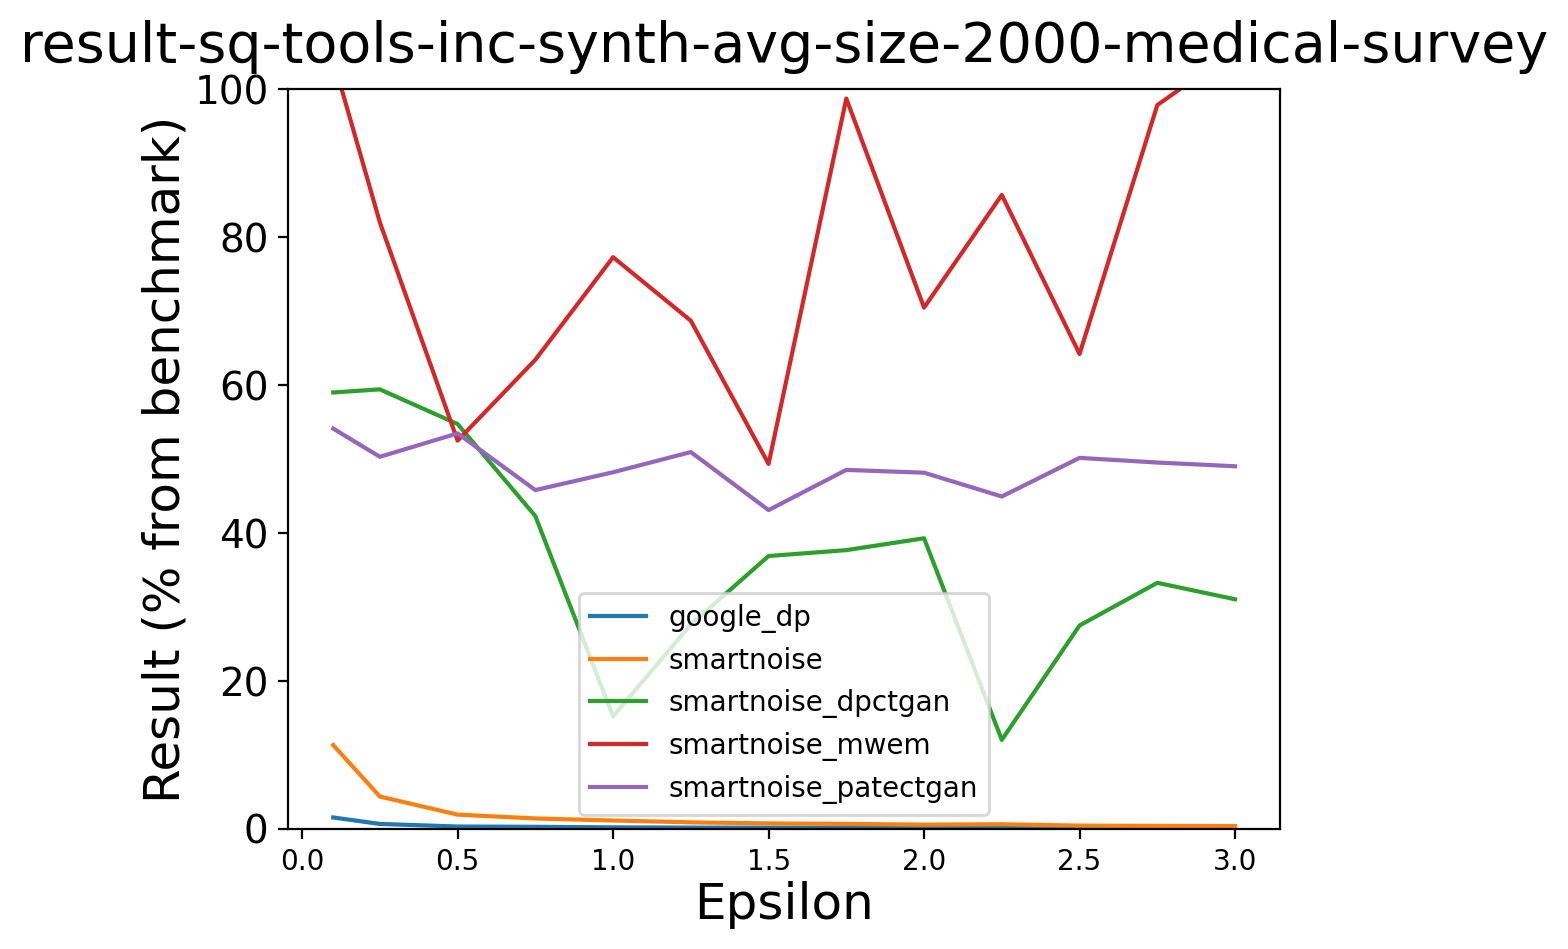 result-sq-tools-inc-synth-avg-size-2000-medical-survey
Result (% from benchmark)
100
80
60
40
20
0
google_dp
smartnoise
smartnoise_dpctgan
smartnoise_mwem
smartnoise_patectgan
0.0 0.5 1.0 1.5 2.0 2.5 3.0
Epsilon